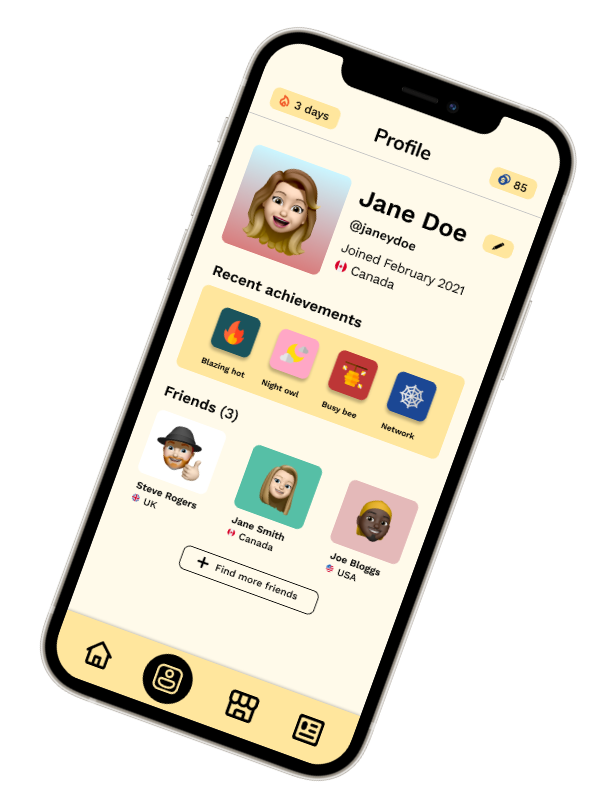 3 days
Profile
85
Jane Doe
@janeydoe
Joined February 2021
Canada
Recent achievements
Blazing hot
Night owl
Busy bee
Network
Friends (3)
Steve Rogers
UK
Jane Smith
Canada
Joe Bloggs
USA
Find more friends